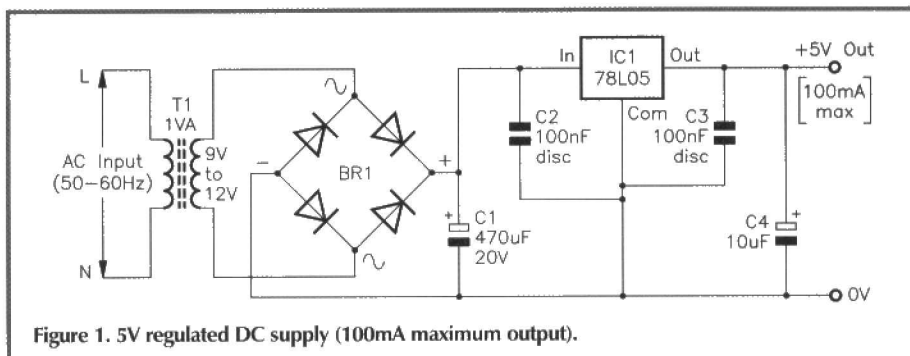 L
N
AC Input
(50–60Hz)
T1
1VA
9V
to
12V
BR1
–
+
+
C1
470uF
20V
C2
100nF
disc
In
IC1
78L05
Out
Com
C3
100nF
disc
+5V Out
[100mA
max]
+
C4
10uF
0V
Figure 1. 5V regulated DC supply (100mA maximum output).